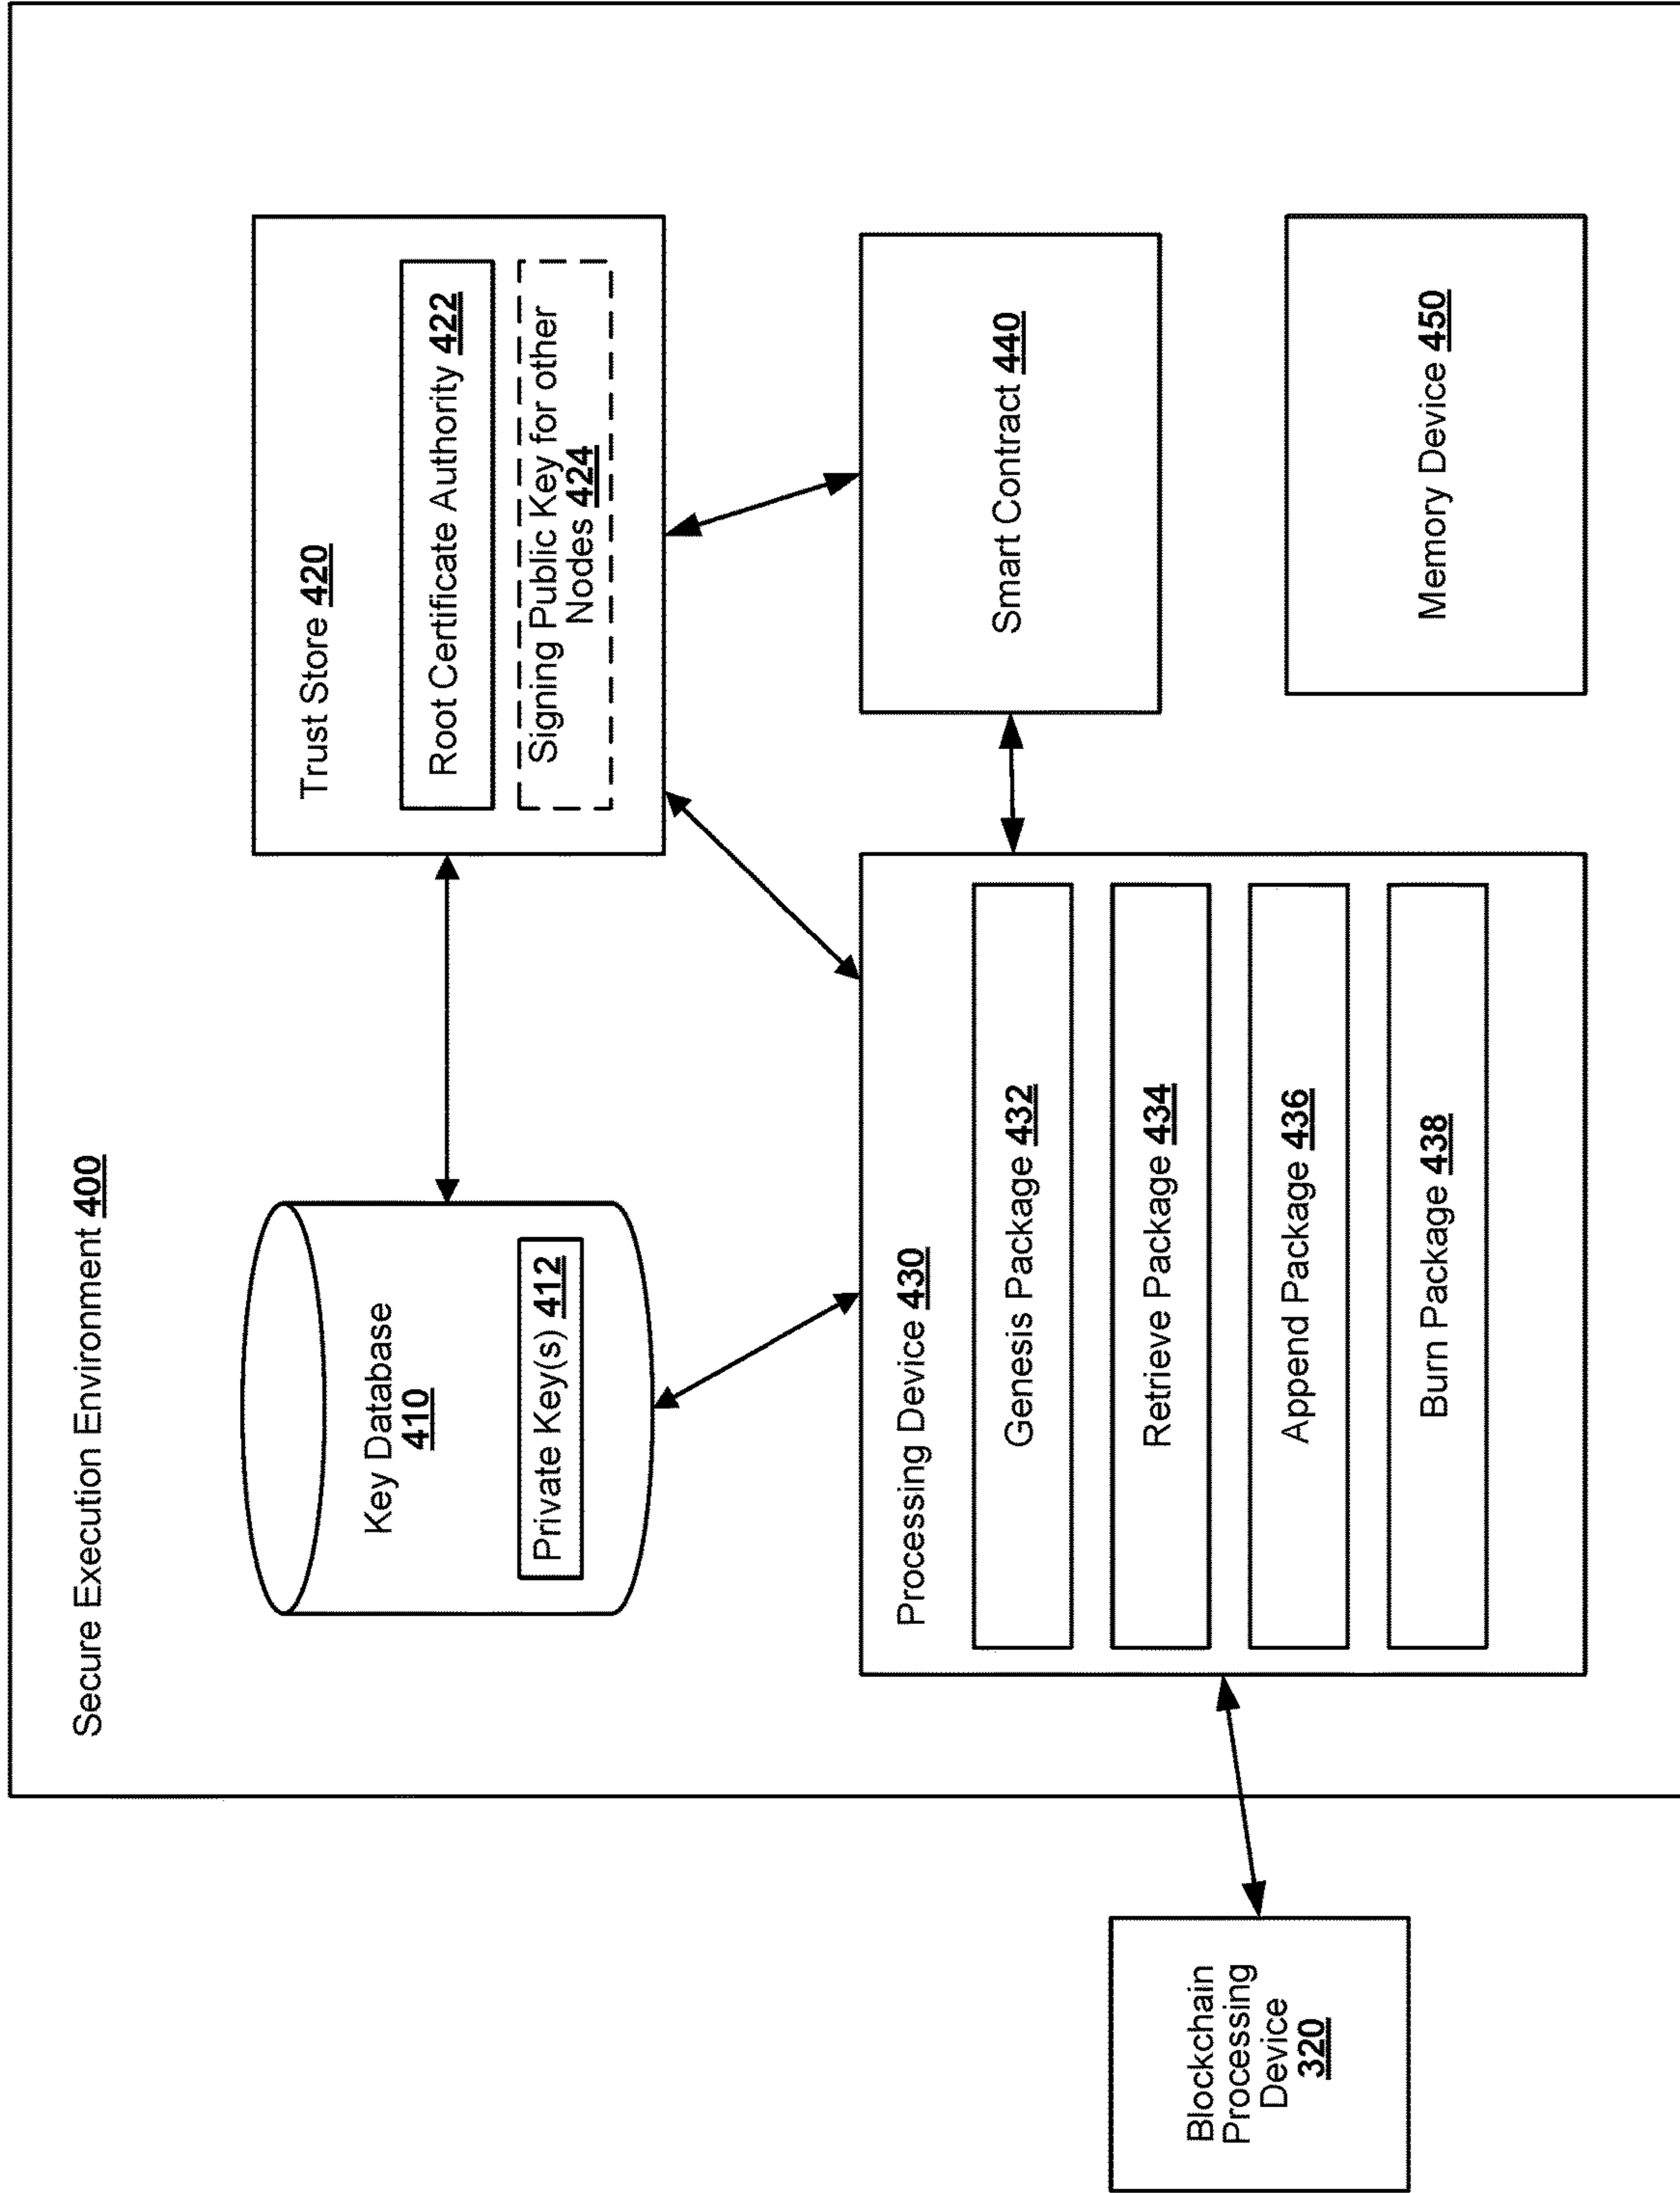 Secure Execution Environment 400
Key Database
410
Private Key(s) 412
Trust Store 420
Root Certificate Authority 422
Signing Public Key for other
Nodes 424
Processing Device 430
Genesis Package 432
Retrieve Package 434
Append Package 436
Burn Package 438
Smart Contract 440
Memory Device 450
Blockchain
Processing
Device
320